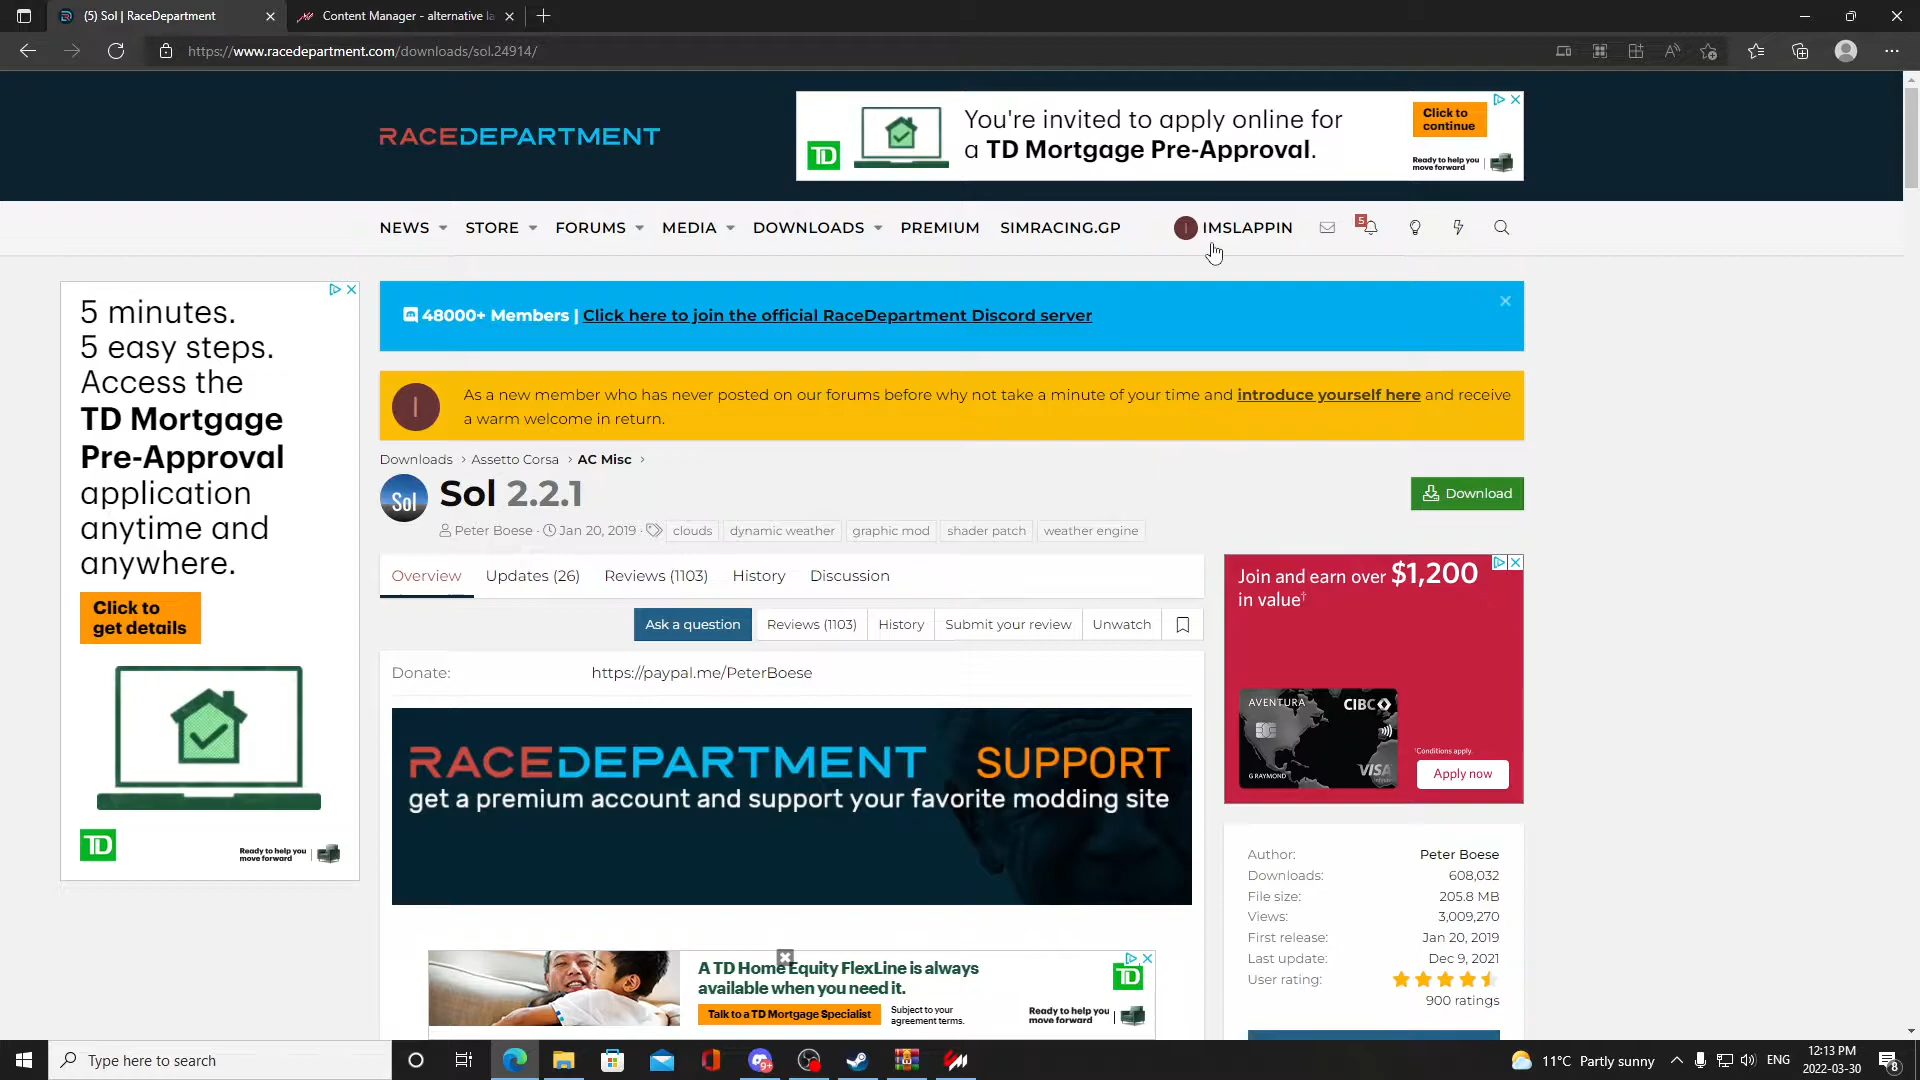 (5) Sol | RaceDepartment
Content Manager - alternative la
https://www.racedepartment.com/downloads/sol.24914/
RACEDEPARTMENT
You're invited to apply online for
a TD Mortgage Pre-Approval.
TD
Click to
continue
Ready to help you
move forward
NEWS
STORE
FORUMS
MEDIA
DOWNLOADS
PREMIUM
SIMRACING.GP
I
IMSLAPPIN
5
5 minutes.
5 easy steps.
Access the
TD Mortgage
Pre-Approval
application
anytime and
anywhere.
Click to
get details
TD
Ready to help you
move forward
48000+ Members | Click here to join the official RaceDepartment Discord server
I
As a new member who has never posted on our forums before why not take a minute of your time and introduce yourself here and receive
a warm welcome in return.
Downloads > Assetto Corsa > AC Misc >
Sol
Sol 2.2.1
Download
Peter Boese · Jan 20, 2019 · clouds dynamic weather graphic mod shader patch weather engine
Overview
Updates (26)
Reviews (1103)
History
Discussion
Ask a question
Reviews (1103)
History
Submit your review
Unwatch
Donate:
https://paypal.me/PeterBoese
RACEDEPARTMENT SUPPORT
get a premium account and support your favorite modding site
A TD Home Equity FlexLine is always
available when you need it.
Talk to a TD Mortgage Specialist
Subject to your
agreement terms.
TD
Ready to help you
move forward
Join and earn over $1,200
in value†
AVENTURA
CIBC
G RAYMOND
VISA
†Conditions apply.
Apply now
Author: Peter Boese
Downloads: 608,032
File size: 205.8 MB
Views: 3,009,270
First release: Jan 20, 2019
Last update: Dec 9, 2021
User rating:
900 ratings
Type here to search
9+
11°C Partly sunny
ENG
12:13 PM
2022-03-30
8